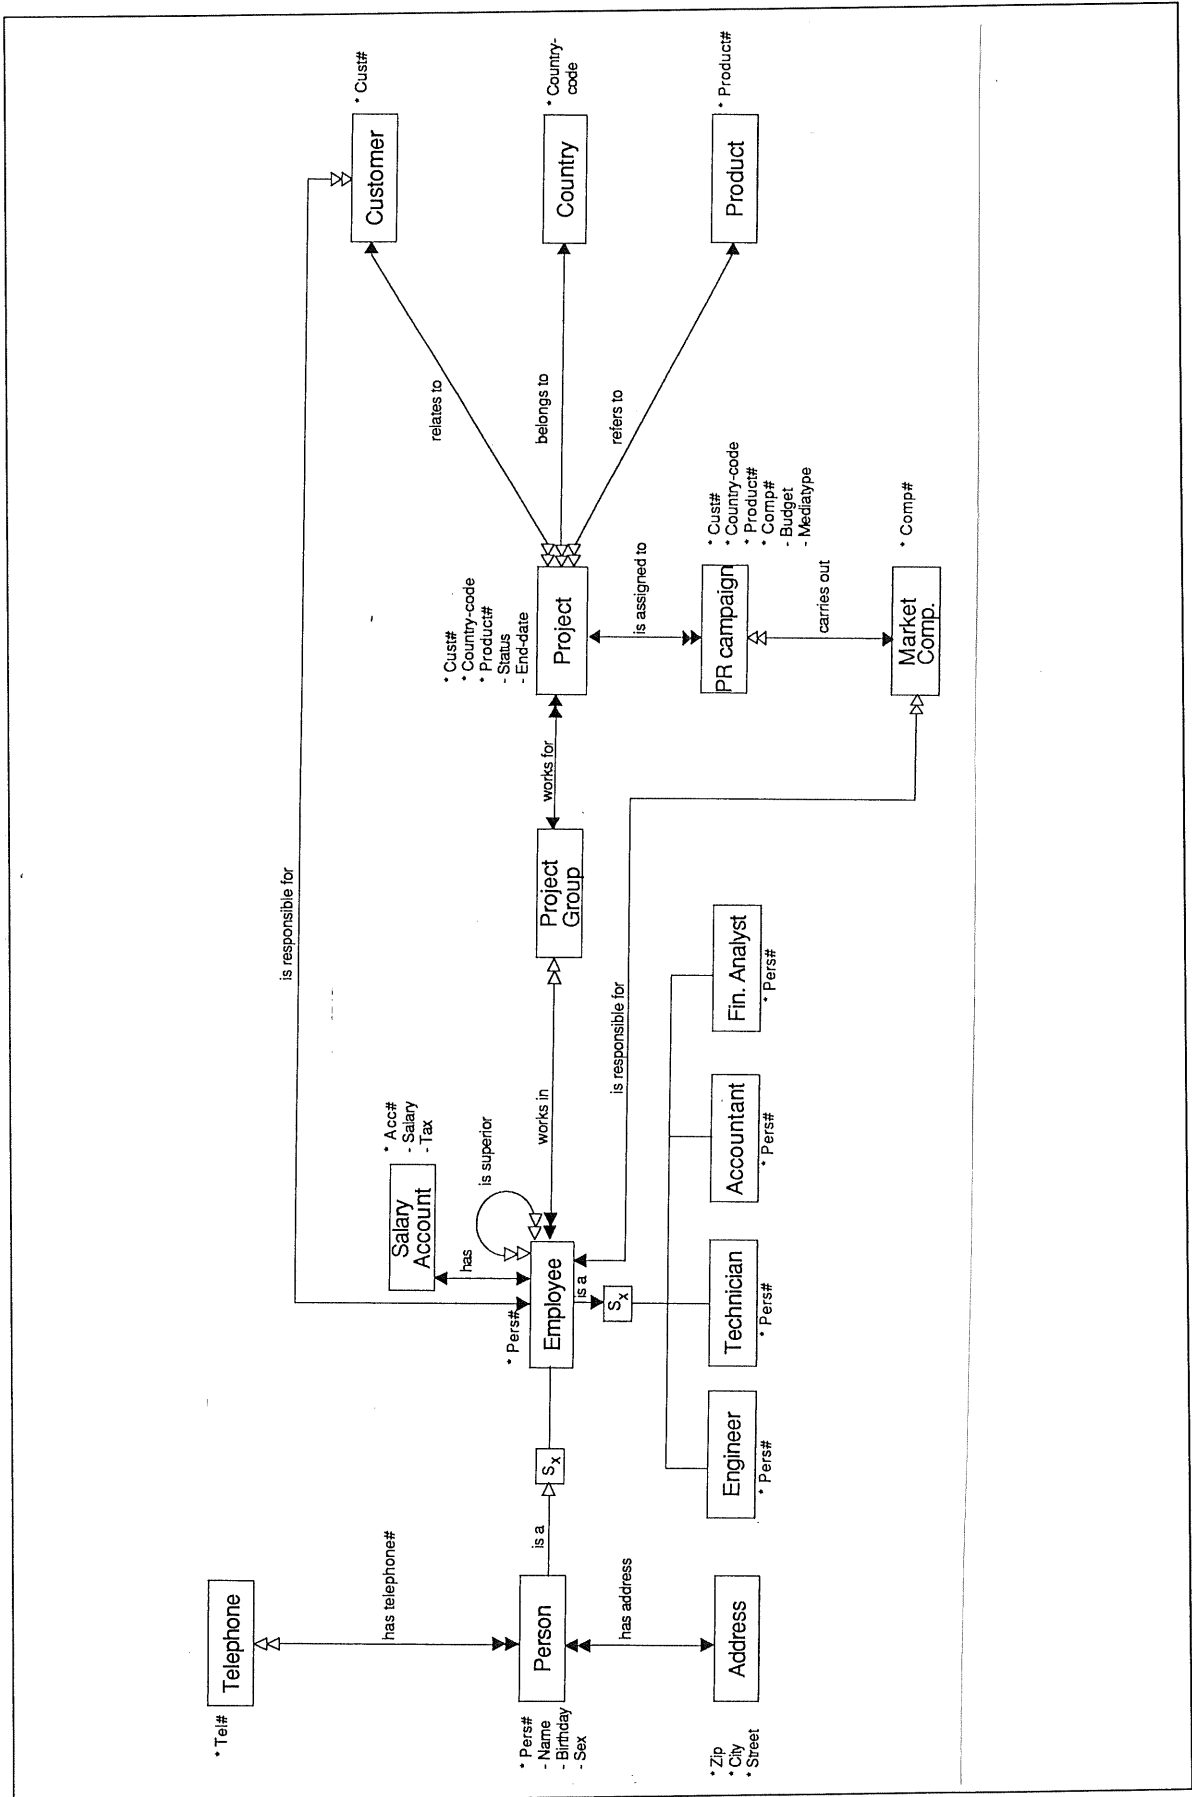 * Tel#
Telephone
has telephone#
* Pers#
- Name
- Birthday
- Sex
Person
has address
* Zip
* City
* Street
Address
is a
Sx
* Pers#
Employee
has
Salary
Account
* Acc#
- Salary
- Tax
is superior
is a
Sx
Engineer
* Pers#
Technician
* Pers#
Accountant
* Pers#
Fin. Analyst
* Pers#
is responsible for
works in
is responsible for
Project
Group
works for
* Cust#
* Country-code
* Product#
- Status
- End-date
Project
is assigned to
PR campaign
* Cust#
* Country-code
* Product#
* Comp#
- Budget
- Mediatype
carries out
Market
Comp.
* Comp#
relates to
belongs to
refers to
Customer
* Cust#
Country
* Country-
code
Product
* Product#